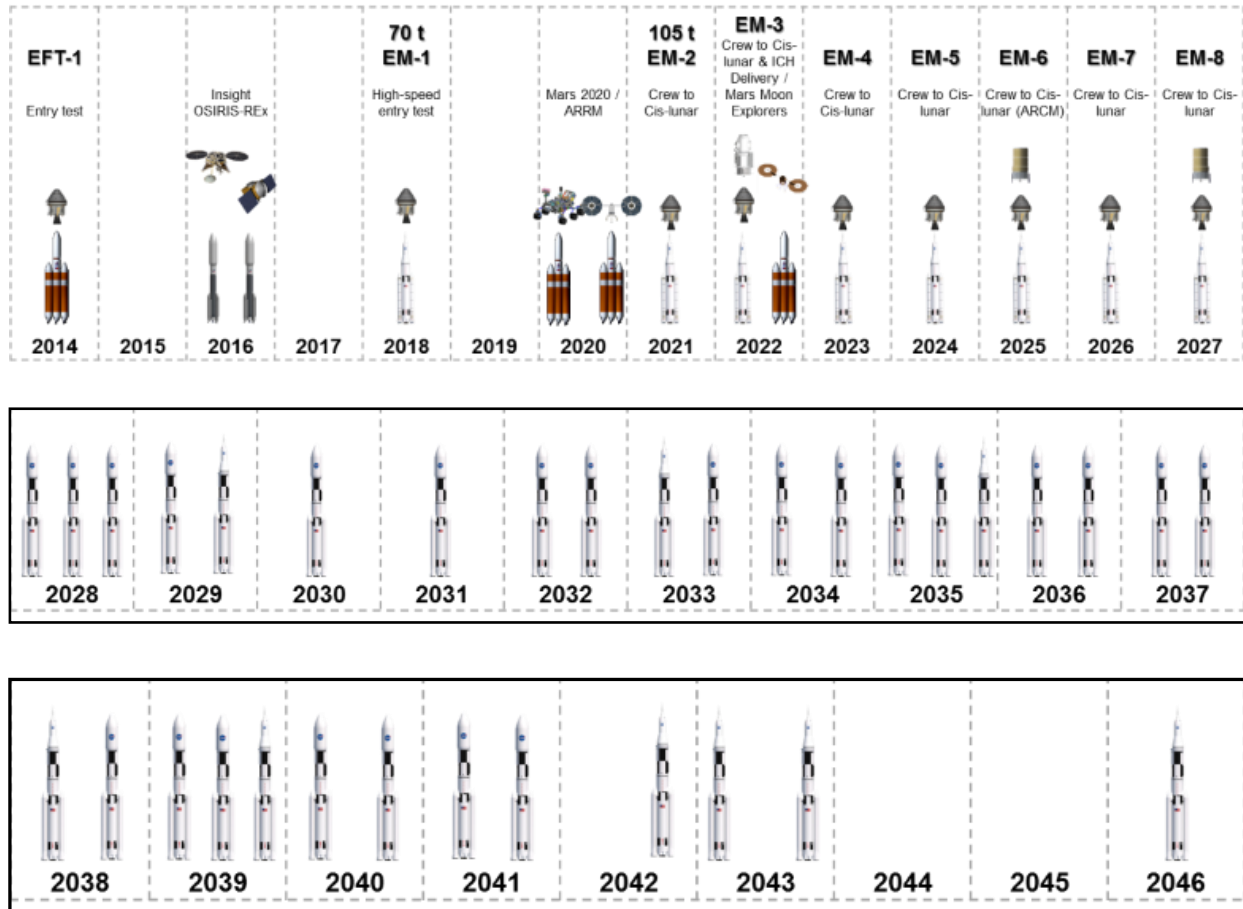 EFT-1
Entry test
Insight
OSIRIS-REx
70 t
EM-1
High-speed
entry test
Mars 2020 /
ARRM
105 t
EM-2
Crew to
Cis-lunar
EM-3
Crew to Cis-
lunar & ICH
Delivery /
Mars Moon
Explorers
EM-4
Crew to
Cis-lunar
EM-5
Crew to Cis-
lunar
EM-6
Crew to Cis-
lunar (ARCM)
EM-7
Crew to Cis-
lunar
EM-8
Crew to Cis-
lunar
2014 2015 2016 2017 2018 2019 2020 2021 2022 2023 2024 2025 2026 2027
2028 2029 2030 2031 2032 2033 2034 2035 2036 2037
2038 2039 2040 2041 2042 2043 2044 2045 2046